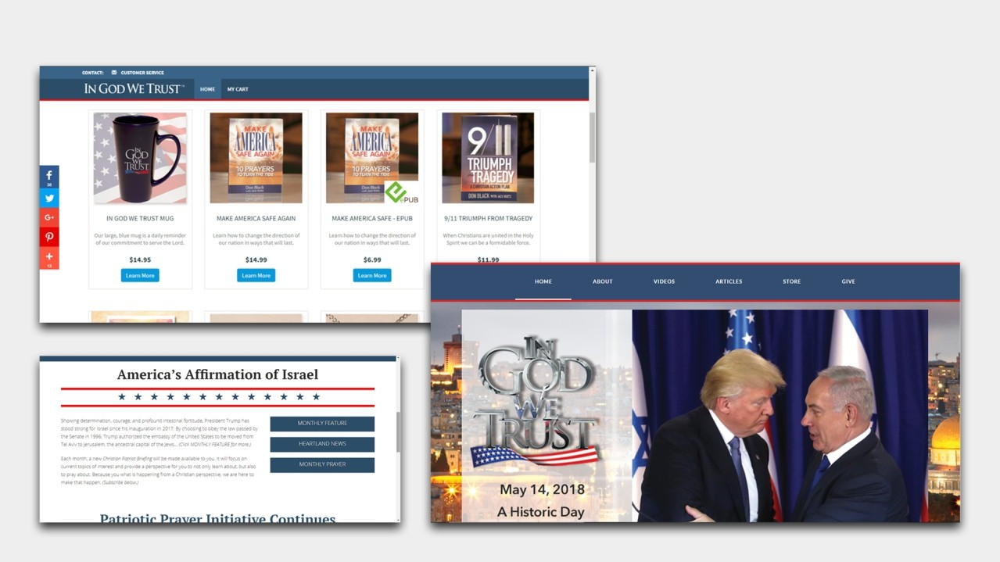 CONTACT: CUSTOMER SERVICE
IN GOD WE TRUST™ HOME MY CART
IN GOD WE TRUST
MAKE AMERICA SAFE AGAIN
10 PRAYERS
TO TURN THE TIDE
Don Black
MAKE AMERICA SAFE AGAIN
10 PRAYERS
TO TURN THE TIDE
ePUB
9/11
TRIUMPH
FROM
TRAGEDY
A CHRISTIAN ACTION PLAN
DON BLACK WITH JACK WATTS
f
38
G+
+
13
IN GOD WE TRUST MUG
Our large, blue mug is a daily reminder
of our commitment to serve the Lord.
$14.95
Learn More
MAKE AMERICA SAFE AGAIN
Learn how to change the direction of
our nation in ways that will last.
$14.99
Learn More
MAKE AMERICA SAFE - EPUB
Learn how to change the direction of
our nation in ways that will last.
$6.99
Learn More
9/11 TRIUMPH FROM TRAGEDY
When Christians are united in the Holy
Spirit we can be a formidable force.
$11.99
HOME ABOUT VIDEOS ARTICLES STORE GIVE
IN
GOD
WE
TRUST
May 14, 2018
A Historic Day
America's Affirmation of Israel
Showing determination, courage, and profound intestinal fortitude, President Trump has
stood strong for Israel since his inauguration in 2017. By choosing to obey the law passed by
the Senate in 1996, Trump authorized the embassy of the United States to be moved from
Tel Aviv to Jerusalem, the ancestral capital of the Jews... (Click MONTHLY FEATURE for more.)
Each month, a new Christian Patriot Briefing will be made available to you. It will focus on
current topics of interest and provide a perspective for you to not only learn about, but also
to pray about. Because you what is happening from a Christian perspective, we are here to
make that happen. (Subscribe below.)
MONTHLY FEATURE
HEARTLAND NEWS
MONTHLY PRAYER
Patriotic Prayer Initiative Continues